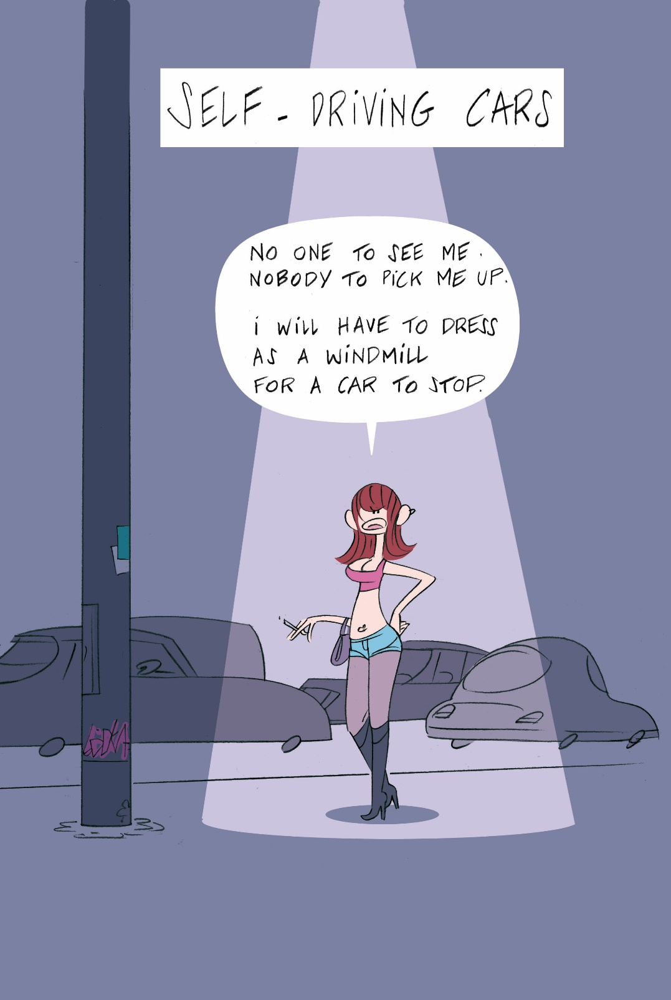 SELF - DRIVING CARS
NO ONE TO SEE ME.
NOBODY TO PICK ME UP.
i WILL HAVE TO DRESS
AS A WINDMILL
FOR A CAR TO STOP.